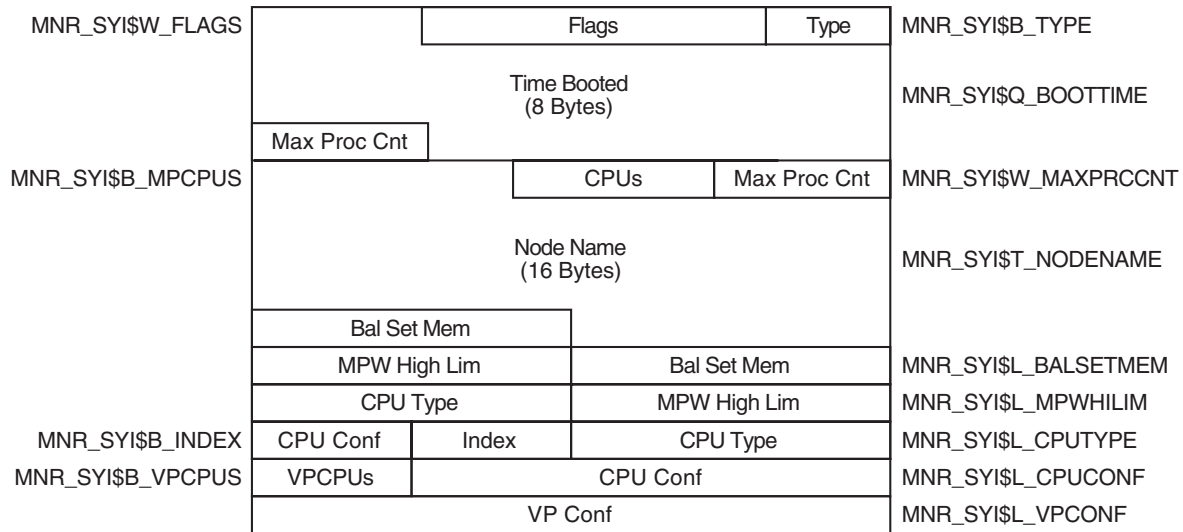 MNR_SYI$W_FLAGS Flags Type MNR_SYI$B_TYPE
Time Booted
(8 Bytes) MNR_SYI$Q_BOOTTIME
Max Proc Cnt
MNR_SYI$B_MPCPUS CPUs Max Proc Cnt MNR_SYI$W_MAXPRCCNT
Node Name
(16 Bytes) MNR_SYI$T_NODENAME
Bal Set Mem
MPW High Lim Bal Set Mem MNR_SYI$L_BALSETMEM
CPU Type MPW High Lim MNR_SYI$L_MPWHILIM
MNR_SYI$B_INDEX CPU Conf Index CPU Type MNR_SYI$L_CPUTYPE
MNR_SYI$B_VPCPUS VPCPUs CPU Conf MNR_SYI$L_CPUCONF
VP Conf MNR_SYI$L_VPCONF